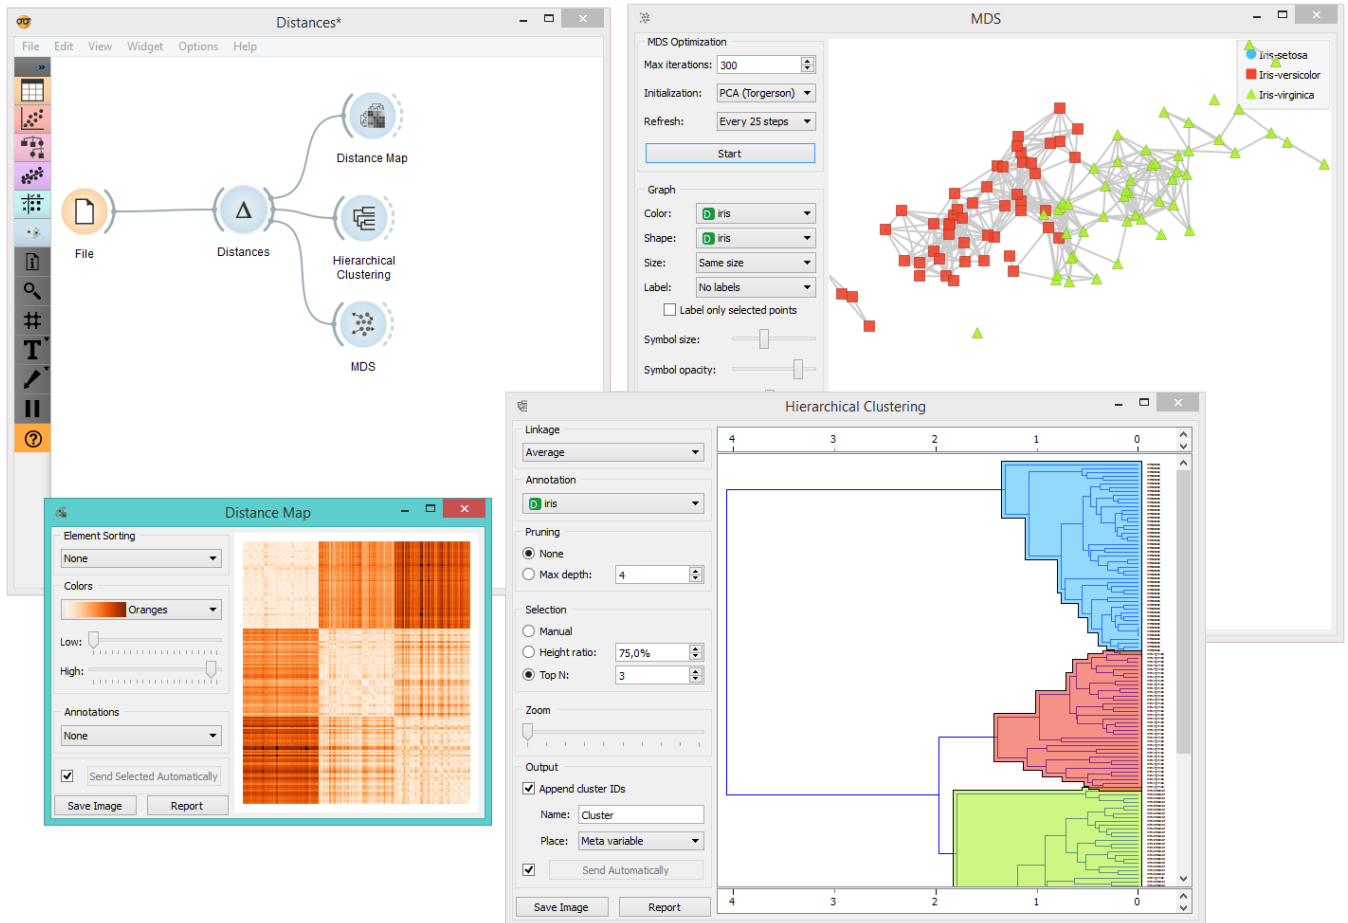 Distances*
File Edit View Widget Options Help
Distance Map
File
Distances
Hierarchical
Clustering
MDS
MDS
MDS Optimization
Max iterations: 300
Initialization: PCA (Torgerson)
Refresh: Every 25 steps
Start
Graph
Color: D iris
Shape: D iris
Size: Same size
Label: No labels
Label only selected points
Symbol size:
Symbol opacity:
Iris-setosa
Iris-versicolor
Iris-virginica
Distance Map
Element Sorting
None
Colors
Oranges
Low:
High:
Annotations
None
Send Selected Automatically
Save Image Report
Hierarchical Clustering
Linkage
Average
Annotation
D iris
Pruning
None
Max depth: 4
Selection
Manual
Height ratio: 75,0%
Top N: 3
Zoom
Output
Append cluster IDs
Name: Cluster
Place: Meta variable
Send Automatically
Save Image Report
4 3 2 1 0
4 3 2 1 0